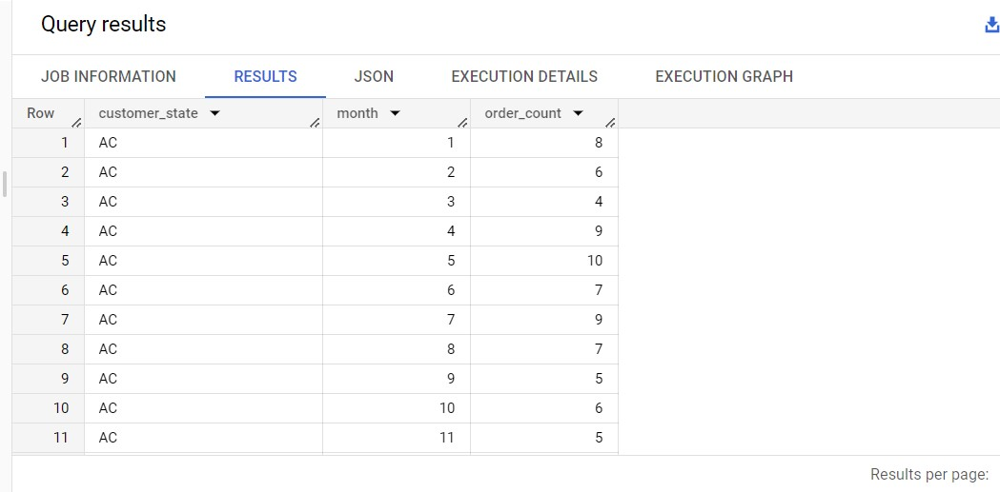 Query results
JOB INFORMATION RESULTS JSON EXECUTION DETAILS EXECUTION GRAPH
Row customer_state month order_count
1 AC 1 8
2 AC 2 6
3 AC 3 4
4 AC 4 9
5 AC 5 10
6 AC 6 7
7 AC 7 9
8 AC 8 7
9 AC 9 5
10 AC 10 6
11 AC 11 5
Results per page: